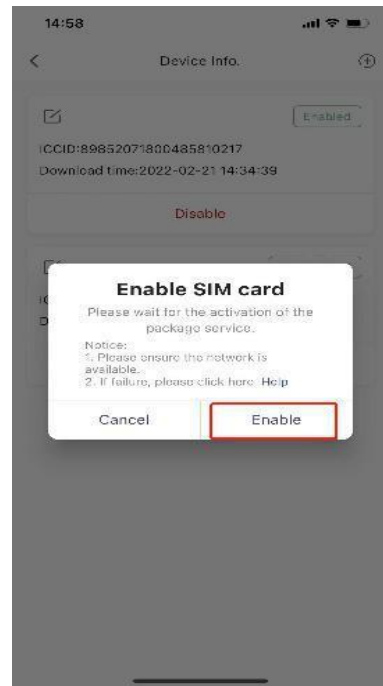 14:58
Device Info.
Enabled
ICCID:89852071800485810217
Download time:2022-02-21 14:34:39
Disable
Enable SIM card
Please wait for the activation of the
package service.
Notice:
1. Please ensure the network is
available.
2. If failure, please click here Help
Cancel
Enable